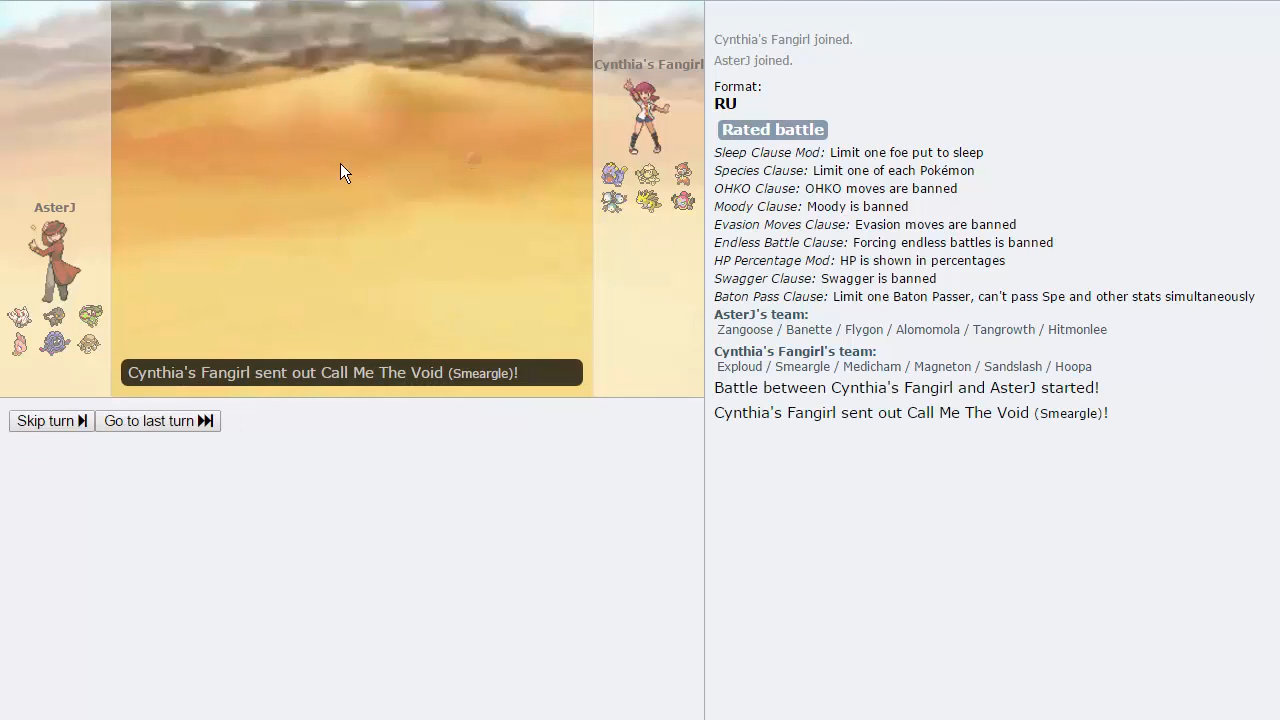 Cynthia's Fangirl
AsterJ
Cynthia's Fangirl sent out Call Me The Void (Smeargle)!
Skip turn
Go to last turn
Cynthia's Fangirl joined.
AsterJ joined.
Format:
RU
Rated battle
Sleep Clause Mod: Limit one foe put to sleep
Species Clause: Limit one of each Pokémon
OHKO Clause: OHKO moves are banned
Moody Clause: Moody is banned
Evasion Moves Clause: Evasion moves are banned
Endless Battle Clause: Forcing endless battles is banned
HP Percentage Mod: HP is shown in percentages
Swagger Clause: Swagger is banned
Baton Pass Clause: Limit one Baton Passer, can't pass Spe and other stats simultaneously
AsterJ's team:
Zangoose / Banette / Flygon / Alomomola / Tangrowth / Hitmonlee
Cynthia's Fangirl's team:
Exploud / Smeargle / Medicham / Magneton / Sandslash / Hoopa
Battle between Cynthia's Fangirl and AsterJ started!
Cynthia's Fangirl sent out Call Me The Void (Smeargle)!